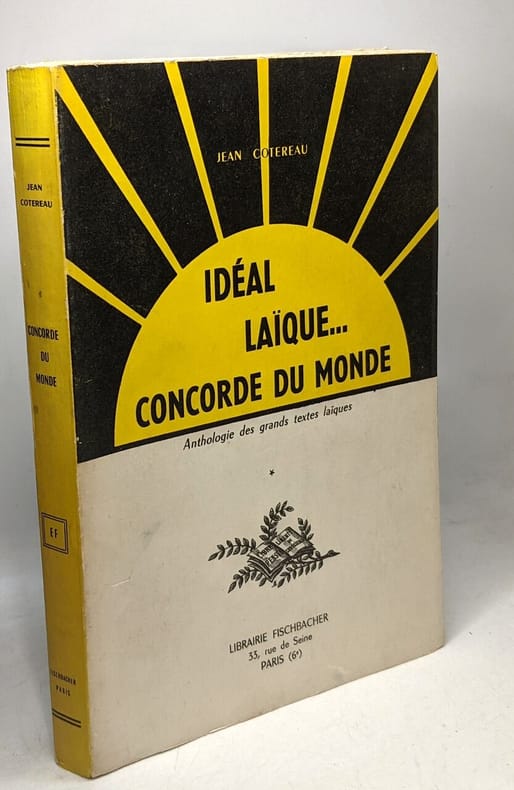 JEAN
COTEREAU
CONCORDE
DU
MONDE
EF
FISCHBACHER
PARIS
JEAN COTEREAU
IDÉAL
LAÏQUE...
CONCORDE DU MONDE
Anthologie des grands textes laïques
*
LIBRAIRIE FISCHBACHER
33, rue de Seine
PARIS (6ᵉ)